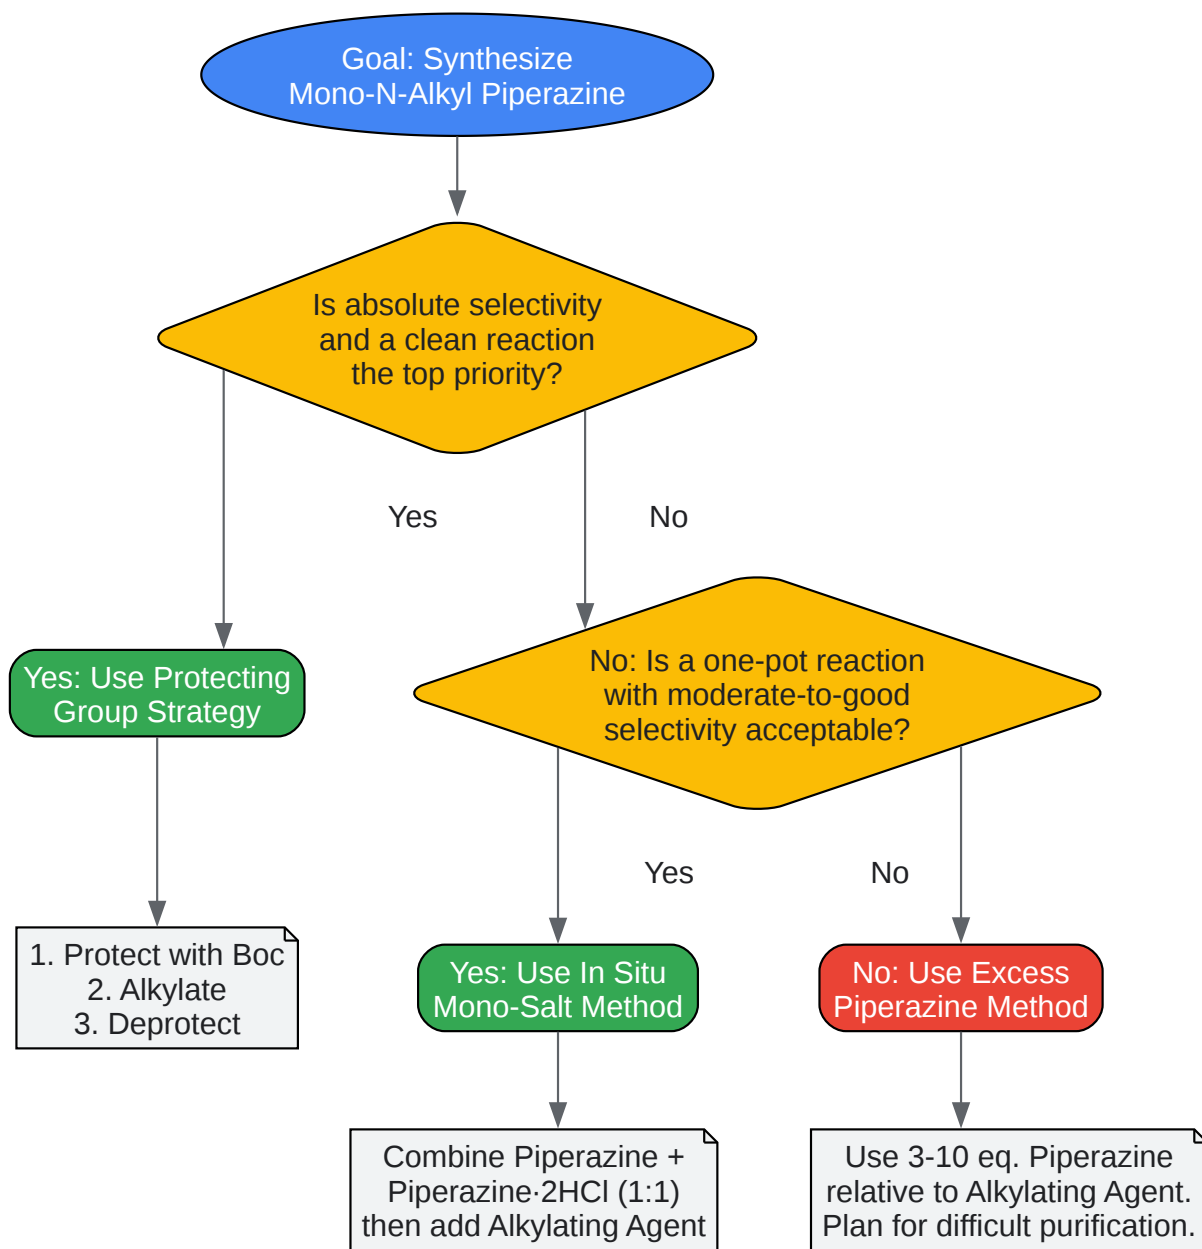 Goal: Synthesize
Mono-N-Alkyl Piperazine
Is absolute selectivity
and a clean reaction
the top priority?
Yes
No
Yes: Use Protecting
Group Strategy
No: Is a one-pot reaction
with moderate-to-good
selectivity acceptable?
Yes
No
1. Protect with Boc
2. Alkylate
3. Deprotect
Yes: Use In Situ
Mono-Salt Method
No: Use Excess
Piperazine Method
Combine Piperazine +
Piperazine·2HCl (1:1)
then add Alkylating Agent
Use 3-10 eq. Piperazine
relative to Alkylating Agent.
Plan for difficult purification.